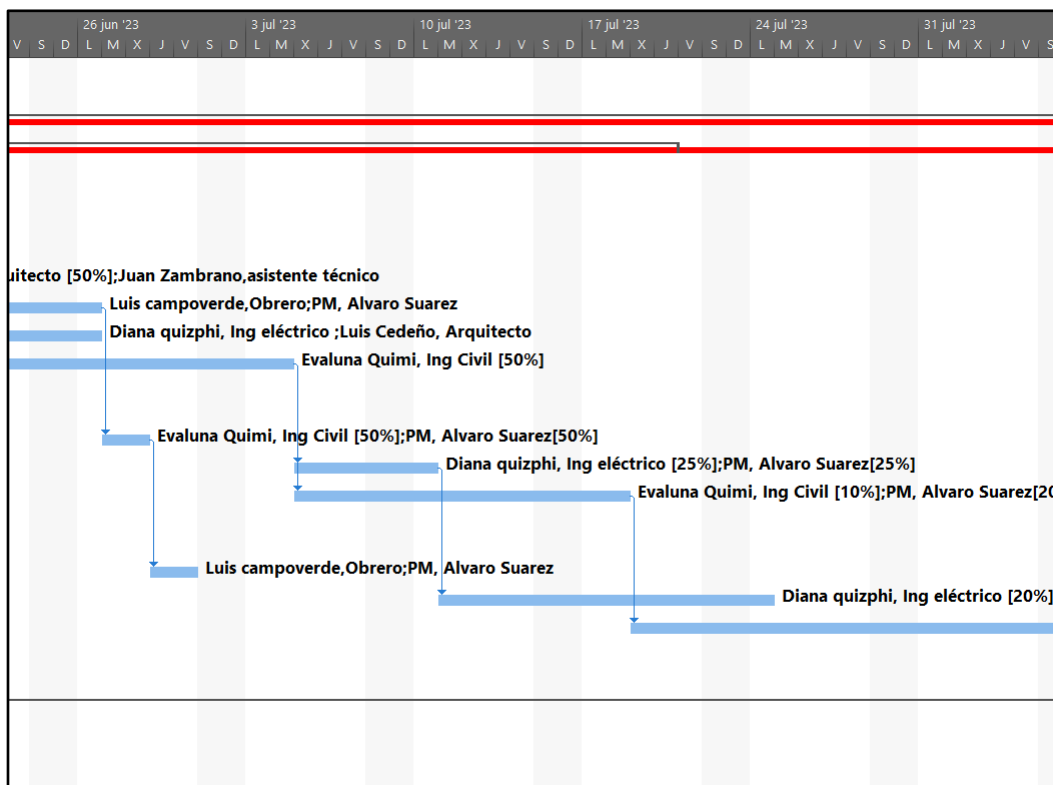 26 jun '23 3 jul '23 10 jul '23 17 jul '23 24 jul '23 31 jul '23
V S D L M X J V S D L M X J V S D L M X J V S D L M X J V S D L M X J V S D L M X J V S
uitecto [50%];Juan Zambrano,asistente técnico
Luis campoverde,Obrero;PM, Alvaro Suarez
Diana quizphi, Ing eléctrico ;Luis Cedeño, Arquitecto
Evaluna Quimi, Ing Civil [50%]
Evaluna Quimi, Ing Civil [50%];PM, Alvaro Suarez[50%]
Diana quizphi, Ing eléctrico [25%];PM, Alvaro Suarez[25%]
Evaluna Quimi, Ing Civil [10%];PM, Alvaro Suarez[20
Luis campoverde,Obrero;PM, Alvaro Suarez
Diana quizphi, Ing eléctrico [20%]